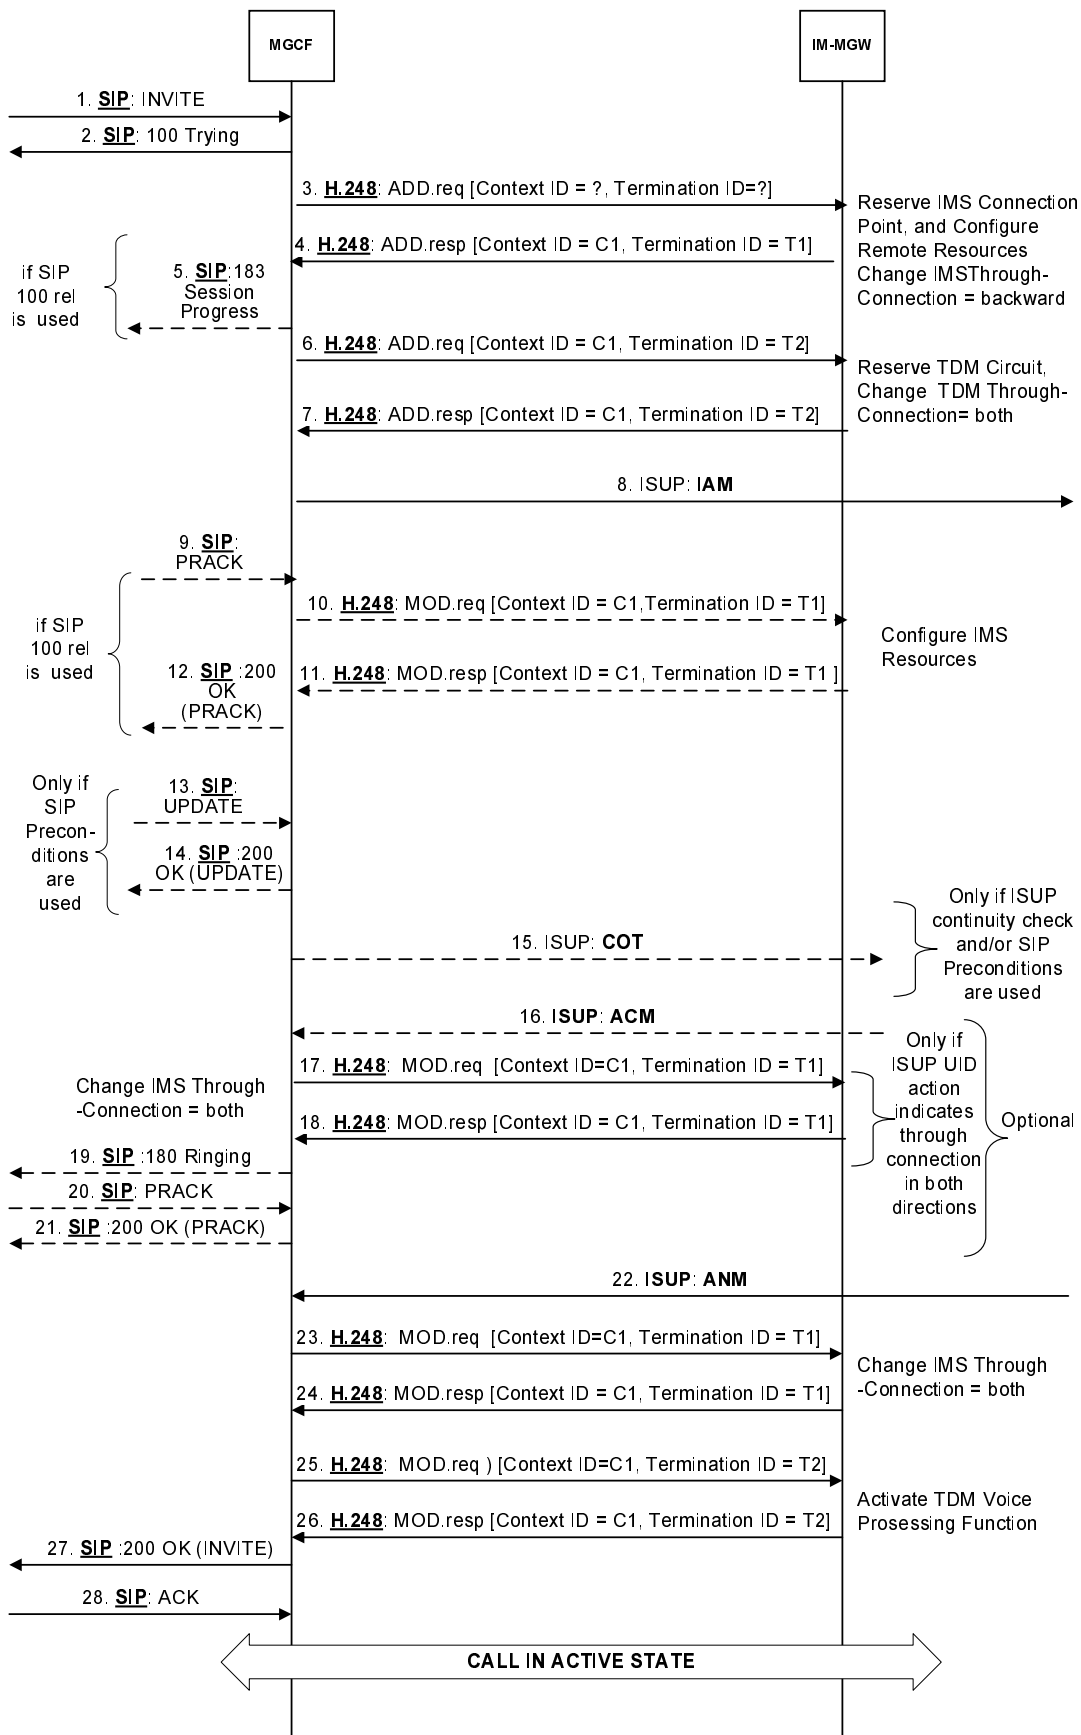 MGCF
IM-MGW
1. SIP: INVITE
2. SIP: 100 Trying
3. H.248: ADD.req [Context ID = ?, Termination ID=?]
Reserve IMS Connection
Point, and Configure
Remote Resources
Change IMSThrough-
Connection = backward
4. H.248: ADD.resp [Context ID = C1, Termination ID = T1]
if SIP
100 rel
is used
5. SIP:183
Session
Progress
6. H.248: ADD.req [Context ID = C1, Termination ID = T2]
Reserve TDM Circuit,
Change TDM Through-
Connection= both
7. H.248: ADD.resp [Context ID = C1, Termination ID = T2]
8. ISUP: IAM
9. SIP:
PRACK
10. H.248: MOD.req [Context ID = C1,Termination ID = T1]
if SIP
100 rel
is used
Configure IMS
Resources
11. H.248: MOD.resp [Context ID = C1, Termination ID = T1 ]
12. SIP :200
OK
(PRACK)
Only if
SIP
Precon-
ditions
are
used
13. SIP:
UPDATE
14. SIP :200
OK (UPDATE)
15. ISUP: COT
Only if ISUP
continuity check
and/or SIP
Preconditions
are used
16. ISUP: ACM
17. H.248: MOD.req [Context ID=C1, Termination ID = T1]
Only if
ISUP UID
action
indicates
through
connection
in both
directions
Optional
Change IMS Through
-Connection = both
18. H.248: MOD.resp [Context ID = C1, Termination ID = T1]
19. SIP :180 Ringing
20. SIP: PRACK
21. SIP :200 OK (PRACK)
22. ISUP: ANM
23. H.248: MOD.req [Context ID=C1, Termination ID = T1]
Change IMS Through
-Connection = both
24. H.248: MOD.resp [Context ID = C1, Termination ID = T1]
25. H.248: MOD.req ) [Context ID=C1, Termination ID = T2]
Activate TDM Voice
Prosessing Function
26. H.248: MOD.resp [Context ID = C1, Termination ID = T2]
27. SIP :200 OK (INVITE)
28. SIP: ACK
CALL IN ACTIVE STATE